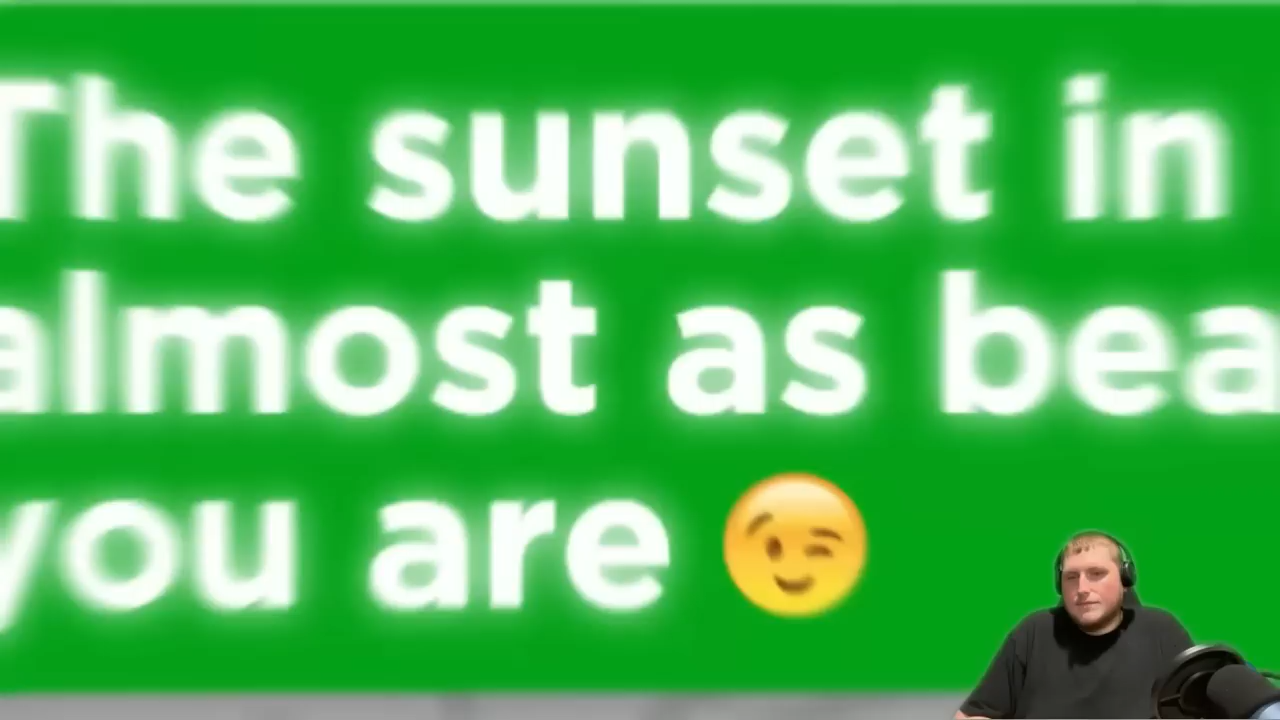 The sunset in
almost as bea
you are 😉